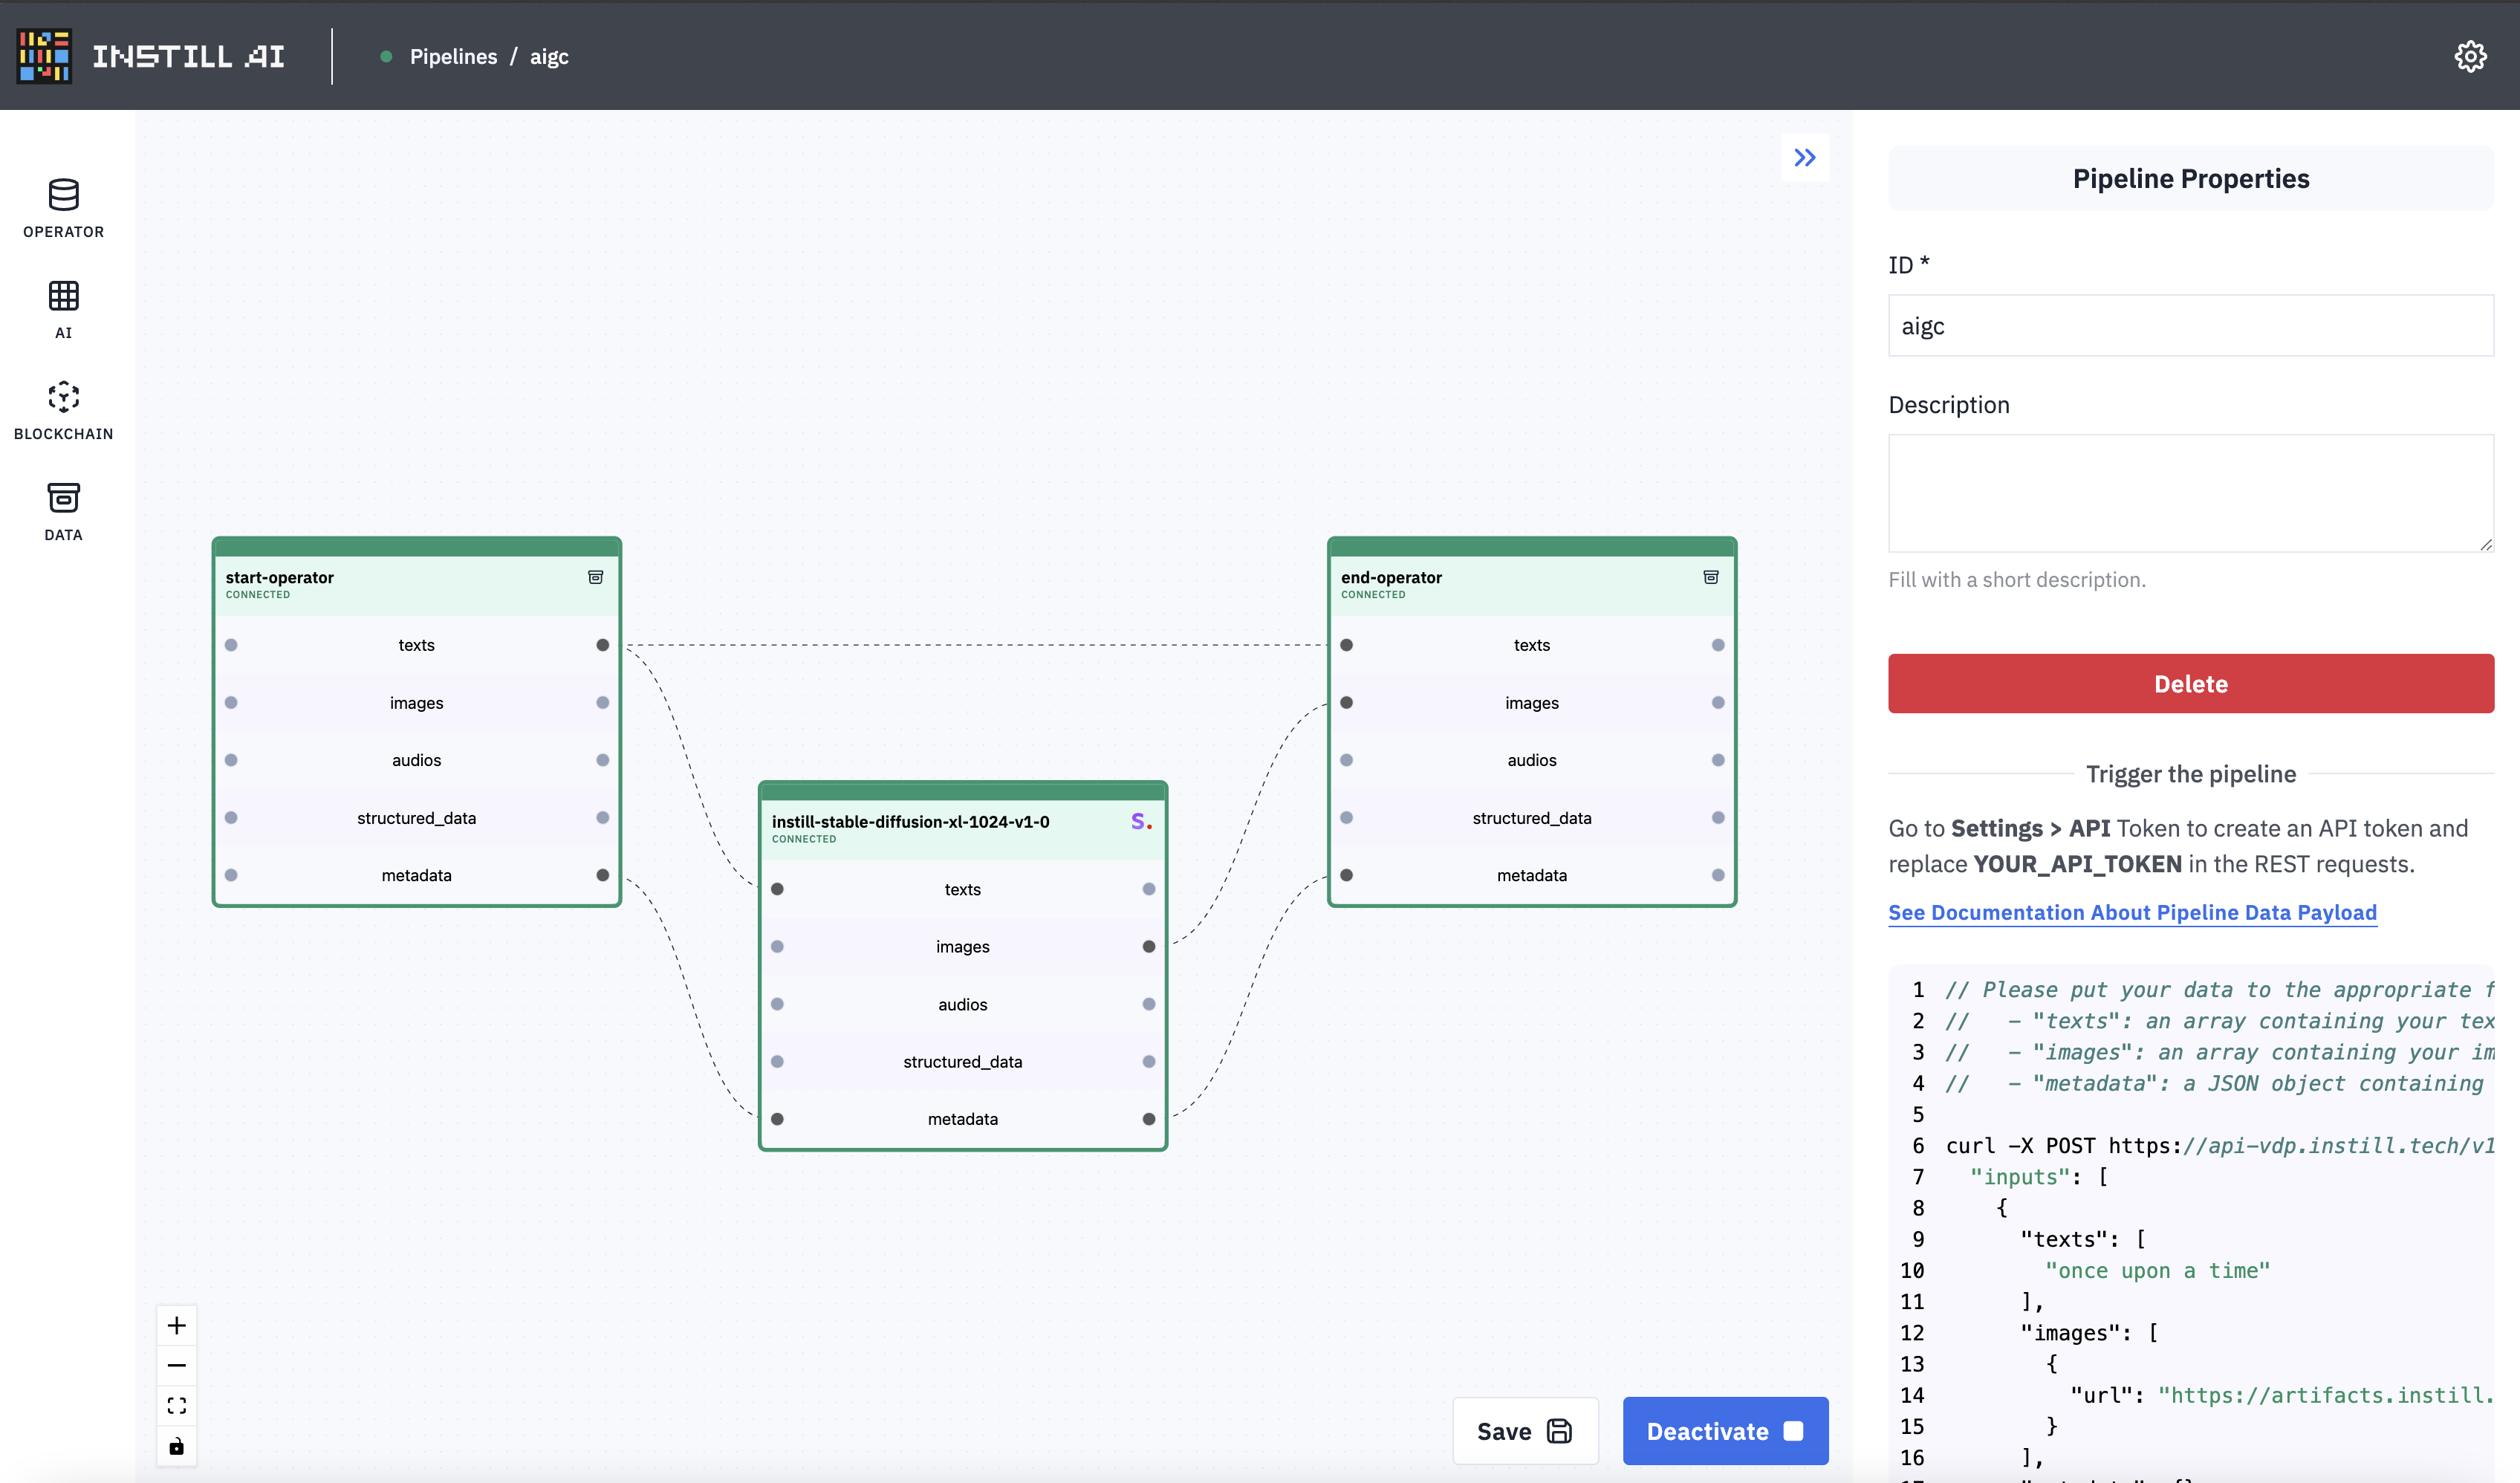 INSTILL AI
Pipelines / aigc
OPERATOR
AI
BLOCKCHAIN
DATA
start-operator
CONNECTED
texts
images
audios
structured_data
metadata
instill-stable-diffusion-xl-1024-v1-0
S.
CONNECTED
texts
images
audios
structured_data
metadata
end-operator
CONNECTED
texts
images
audios
structured_data
metadata
Save
Deactivate
Pipeline Properties
ID *
aigc
Description
Fill with a short description.
Delete
Trigger the pipeline
Go to Settings > API Token to create an API token and
replace YOUR_API_TOKEN in the REST requests.
See Documentation About Pipeline Data Payload
1 // Please put your data to the appropriate f
2 //   - "texts": an array containing your tex
3 //   - "images": an array containing your im
4 //   - "metadata": a JSON object containing
5
6 curl -X POST https://api-vdp.instill.tech/v1
7   "inputs": [
8     {
9       "texts": [
10         "once upon a time"
11       ],
12       "images": [
13         {
14           "url": "https://artifacts.instill.
15         }
16       ],